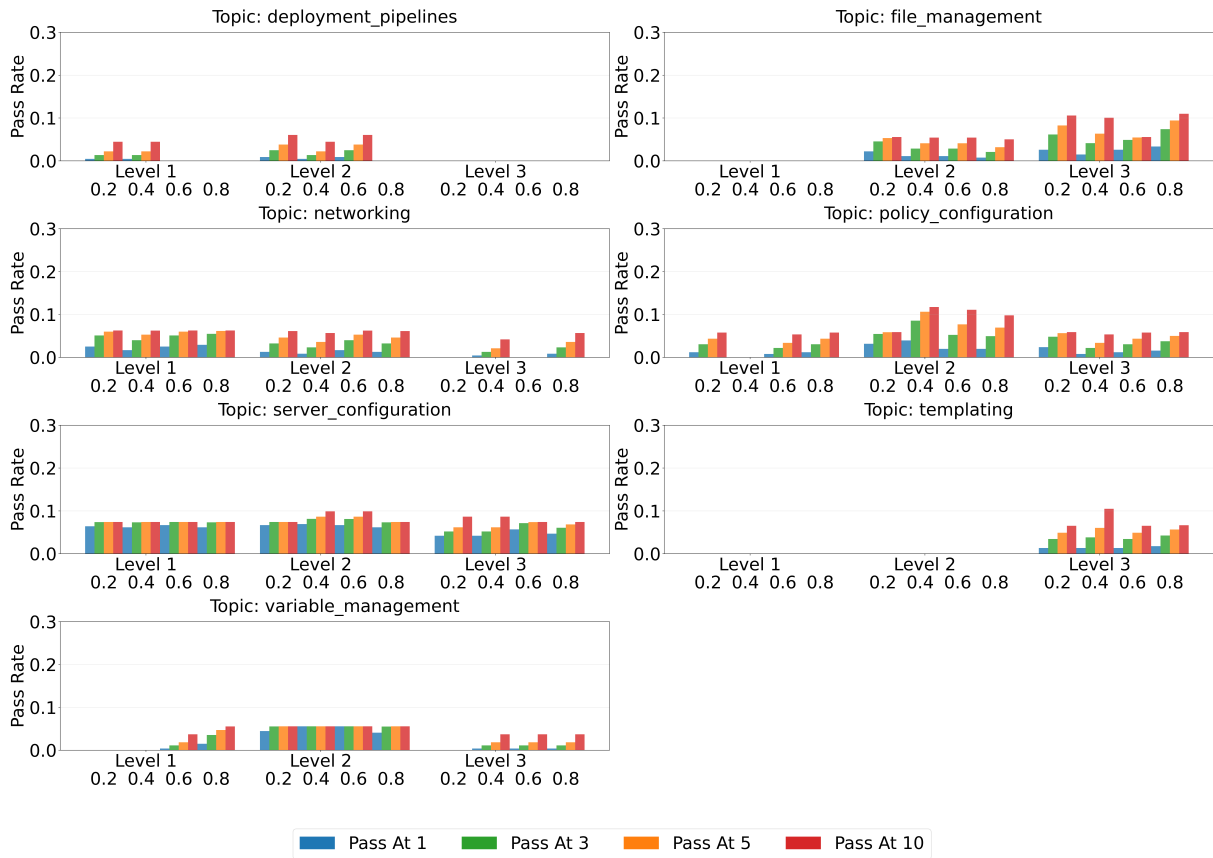 Topic: deployment_pipelines
Pass Rate
0.3
0.2
0.1
0.0
Level 1 Level 2 Level 3
0.2 0.4 0.6 0.8 0.2 0.4 0.6 0.8 0.2 0.4 0.6 0.8
Topic: file_management
Pass Rate
0.3
0.2
0.1
0.0
Level 1 Level 2 Level 3
0.2 0.4 0.6 0.8 0.2 0.4 0.6 0.8 0.2 0.4 0.6 0.8
Topic: networking
Pass Rate
0.3
0.2
0.1
0.0
Level 1 Level 2 Level 3
0.2 0.4 0.6 0.8 0.2 0.4 0.6 0.8 0.2 0.4 0.6 0.8
Topic: policy_configuration
Pass Rate
0.3
0.2
0.1
0.0
Level 1 Level 2 Level 3
0.2 0.4 0.6 0.8 0.2 0.4 0.6 0.8 0.2 0.4 0.6 0.8
Topic: server_configuration
Pass Rate
0.3
0.2
0.1
0.0
Level 1 Level 2 Level 3
0.2 0.4 0.6 0.8 0.2 0.4 0.6 0.8 0.2 0.4 0.6 0.8
Topic: templating
Pass Rate
0.3
0.2
0.1
0.0
Level 1 Level 2 Level 3
0.2 0.4 0.6 0.8 0.2 0.4 0.6 0.8 0.2 0.4 0.6 0.8
Topic: variable_management
Pass Rate
0.3
0.2
0.1
0.0
Level 1 Level 2 Level 3
0.2 0.4 0.6 0.8 0.2 0.4 0.6 0.8 0.2 0.4 0.6 0.8
Pass At 1 Pass At 3 Pass At 5 Pass At 10